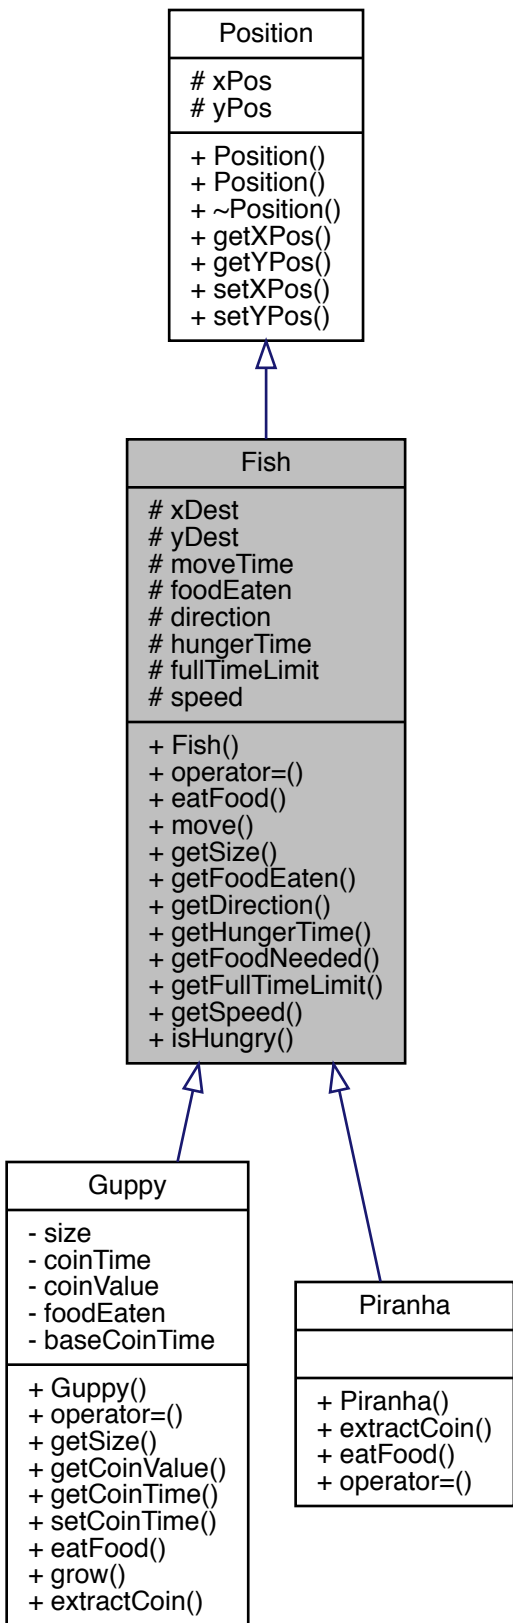 Position
# xPos
# yPos
+ Position()
+ Position()
+ ~Position()
+ getXPos()
+ getYPos()
+ setXPos()
+ setYPos()
Fish
# xDest
# yDest
# moveTime
# foodEaten
# direction
# hungerTime
# fullTimeLimit
# speed
+ Fish()
+ operator=()
+ eatFood()
+ move()
+ getSize()
+ getFoodEaten()
+ getDirection()
+ getHungerTime()
+ getFoodNeeded()
+ getFullTimeLimit()
+ getSpeed()
+ isHungry()
Guppy
- size
- coinTime
- coinValue
- foodEaten
- baseCoinTime
+ Guppy()
+ operator=()
+ getSize()
+ getCoinValue()
+ getCoinTime()
+ setCoinTime()
+ eatFood()
+ grow()
+ extractCoin()
Piranha
+ Piranha()
+ extractCoin()
+ eatFood()
+ operator=()